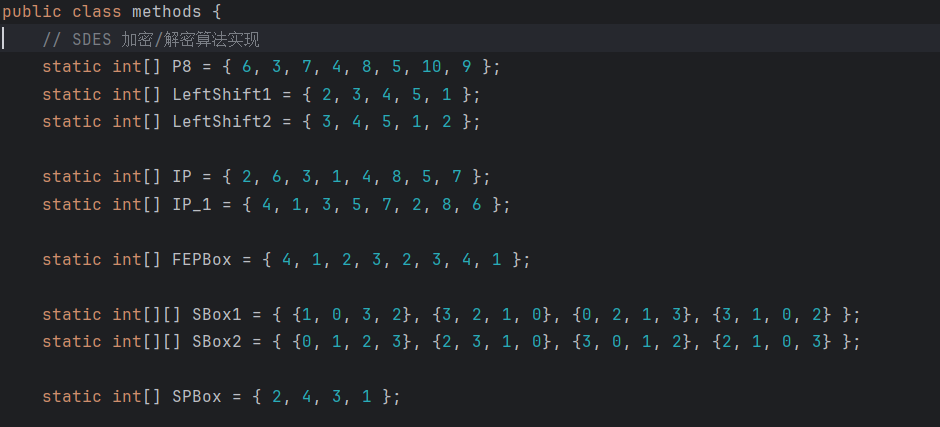 public class methods {
// SDES 加密/解密算法实现
static int[] P8 = { 6, 3, 7, 4, 8, 5, 10, 9 };
static int[] LeftShift1 = { 2, 3, 4, 5, 1 };
static int[] LeftShift2 = { 3, 4, 5, 1, 2 };
static int[] IP = { 2, 6, 3, 1, 4, 8, 5, 7 };
static int[] IP_1 = { 4, 1, 3, 5, 7, 2, 8, 6 };
static int[] FEPBox = { 4, 1, 2, 3, 2, 3, 4, 1 };
static int[][] SBox1 = { {1, 0, 3, 2}, {3, 2, 1, 0}, {0, 2, 1, 3}, {3, 1, 0, 2} };
static int[][] SBox2 = { {0, 1, 2, 3}, {2, 3, 1, 0}, {3, 0, 1, 2}, {2, 1, 0, 3} };
static int[] SPBox = { 2, 4, 3, 1 };